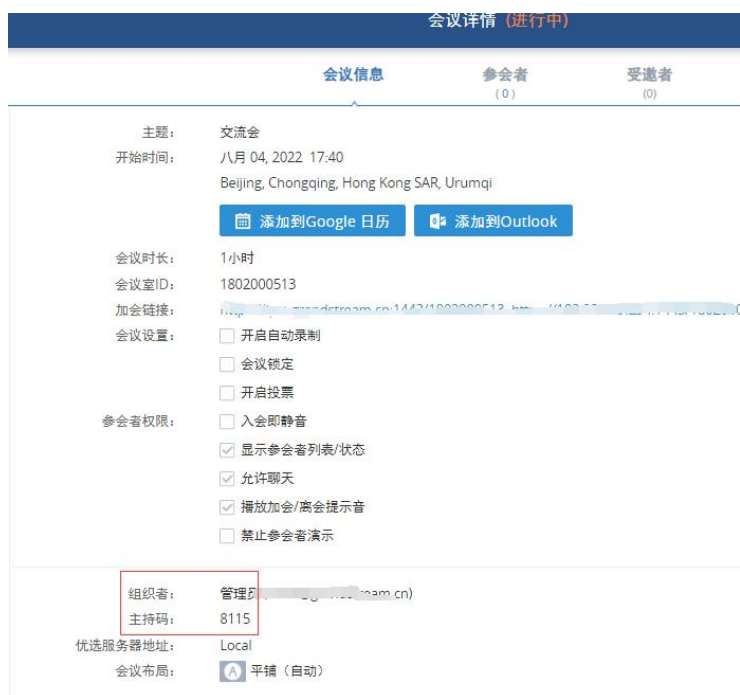 会议详情 (进行中)
会议信息 参会者 受邀者
(0) (0)
主题： 交流会
开始时间： 八月 04, 2022 17:40
Beijing, Chongqing, Hong Kong SAR, Urumqi
添加到Google 日历 添加到Outlook
会议时长： 1小时
会议室ID： 1802000513
加会链接： ndstream.cn:1443/1802000513
会议设置： 开启自动录制
会议锁定
开启投票
参会者权限： 入会即静音
显示参会者列表/状态
允许聊天
播放加会/离会提示音
禁止参会者演示
组织者： 管理员
主持码： 8115
优选服务器地址： Local
会议布局： A 平铺（自动）